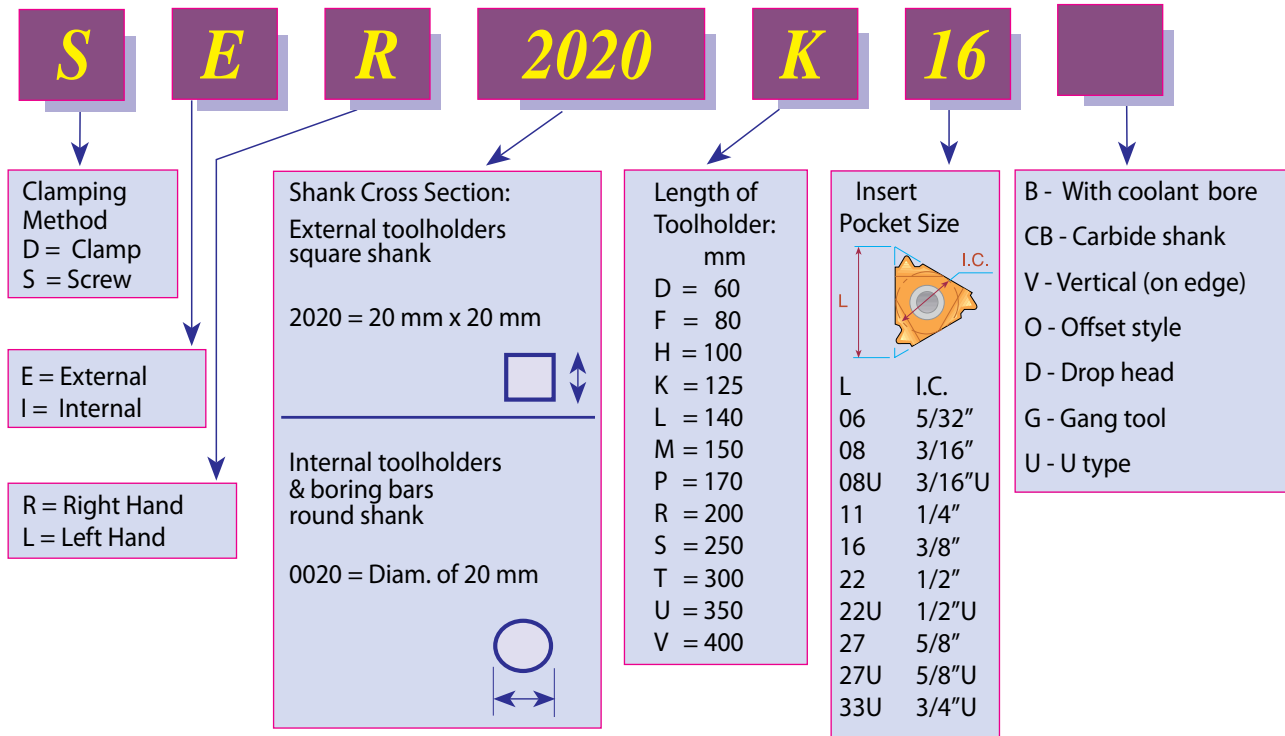 S E R 2020 K 16
Clamping
Method
D = Clamp
S = Screw
E = External
I = Internal
R = Right Hand
L = Left Hand
Shank Cross Section:
External toolholders
square shank
2020 = 20 mm x 20 mm
Internal toolholders
& boring bars
round shank
0020 = Diam. of 20 mm
Length of
Toolholder:
mm
D = 60
F = 80
H = 100
K = 125
L = 140
M = 150
P = 170
R = 200
S = 250
T = 300
U = 350
V = 400
Insert
Pocket Size
I.C.
L
L I.C.
06 5/32”
08 3/16”
08U 3/16”U
11 1/4”
16 3/8”
22 1/2”
22U 1/2”U
27 5/8”
27U 5/8”U
33U 3/4”U
B - With coolant bore
CB - Carbide shank
V - Vertical (on edge)
O - Offset style
D - Drop head
G - Gang tool
U - U type